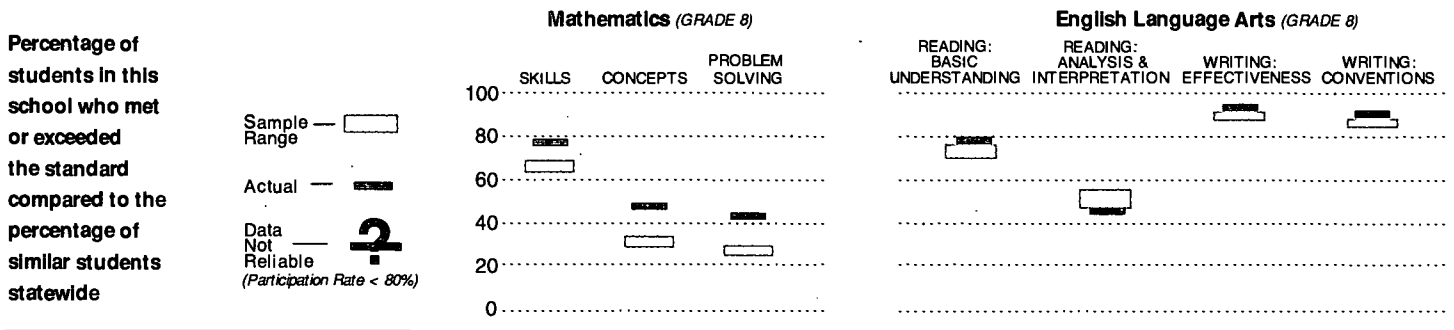 Percentage of
students in this
school who met
or exceeded
the standard
compared to the
percentage of
similar students
statewide
Sample
Range
Actual
Data
Not
Reliable
?
(Participation Rate < 80%)
Mathematics (GRADE 8)
SKILLS
CONCEPTS
PROBLEM
SOLVING
100
80
60
40
20
0
English Language Arts (GRADE 8)
READING:
BASIC
UNDERSTANDING
READING:
ANALYSIS &
INTERPRETATION
WRITING:
EFFECTIVENESS
WRITING:
CONVENTIONS